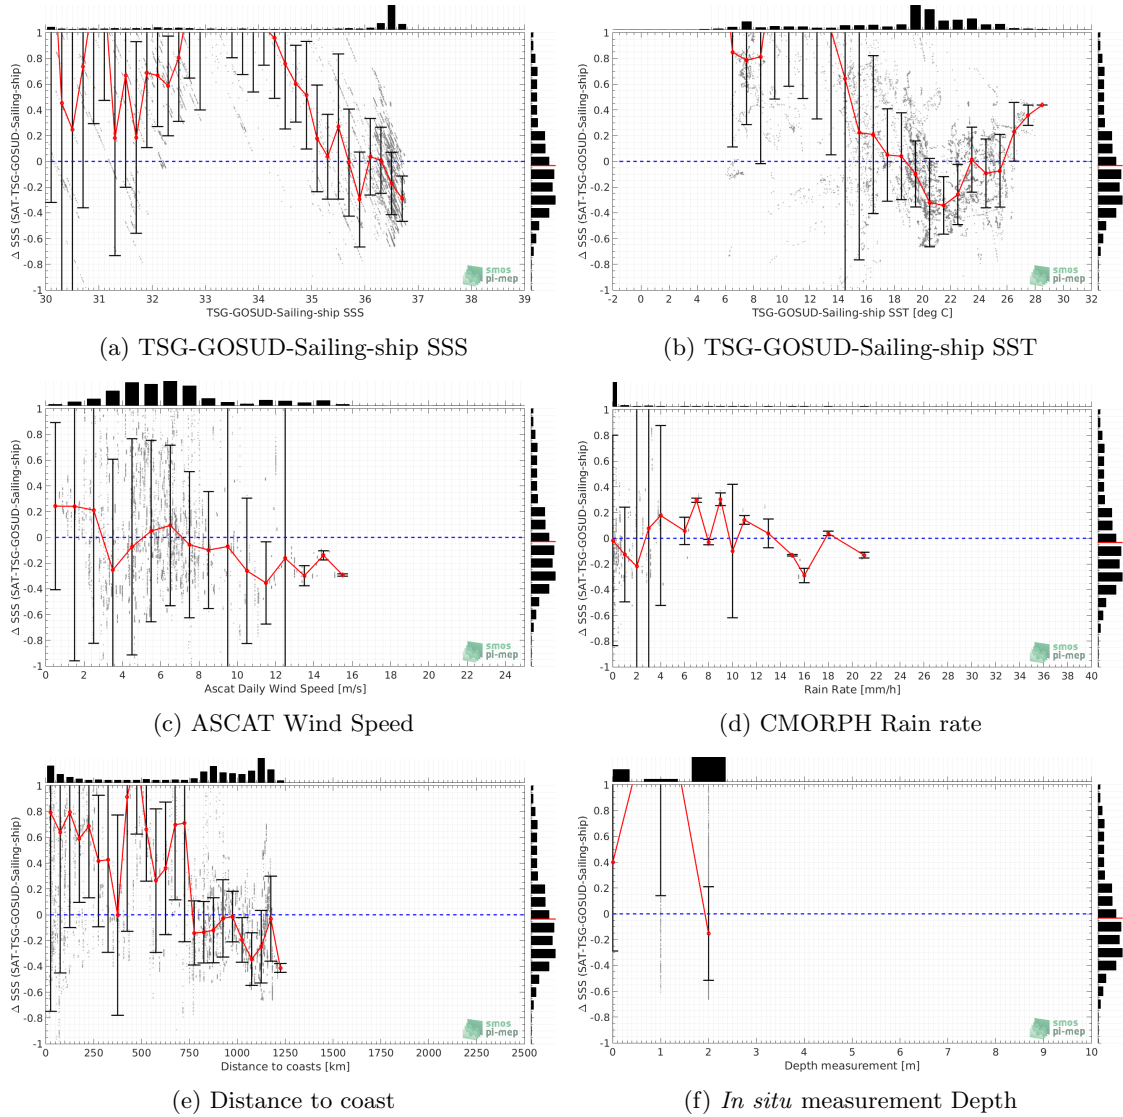 Δ SSS (SAT-TSG-GOSUD-Sailing-ship)
1
0.8
0.6
0.4
0.2
0
-0.2
-0.4
-0.6
-0.8
-1
smos
pi-mep
30 31 32 33 34 35 36 37 38 39
TSG-GOSUD-Sailing-ship SSS
(a) TSG-GOSUD-Sailing-ship SSS
Δ SSS (SAT-TSG-GOSUD-Sailing-ship)
1
0.8
0.6
0.4
0.2
0
-0.2
-0.4
-0.6
-0.8
-1
smos
pi-mep
-2 0 2 4 6 8 10 12 14 16 18 20 22 24 26 28 30 32
TSG-GOSUD-Sailing-ship SST [deg C]
(b) TSG-GOSUD-Sailing-ship SST
Δ SSS (SAT-TSG-GOSUD-Sailing-ship)
1
0.8
0.6
0.4
0.2
0
-0.2
-0.4
-0.6
-0.8
-1
smos
pi-mep
0 2 4 6 8 10 12 14 16 18 20 22 24
Ascat Daily Wind Speed [m/s]
(c) ASCAT Wind Speed
Δ SSS (SAT-TSG-GOSUD-Sailing-ship)
1
0.8
0.6
0.4
0.2
0
-0.2
-0.4
-0.6
-0.8
-1
smos
pi-mep
0 2 4 6 8 10 12 14 16 18 20 22 24 26 28 30 32 34 36 38 40
Rain Rate [mm/h]
(d) CMORPH Rain rate
Δ SSS (SAT-TSG-GOSUD-Sailing-ship)
1
0.8
0.6
0.4
0.2
0
-0.2
-0.4
-0.6
-0.8
-1
smos
pi-mep
0 250 500 750 1000 1250 1500 1750 2000 2250 2500
Distance to coasts [km]
(e) Distance to coast
Δ SSS (SAT-TSG-GOSUD-Sailing-ship)
1
0.8
0.6
0.4
0.2
0
-0.2
-0.4
-0.6
-0.8
-1
smos
pi-mep
0 1 2 3 4 5 6 7 8 9 10
Depth measurement [m]
(f) In situ measurement Depth